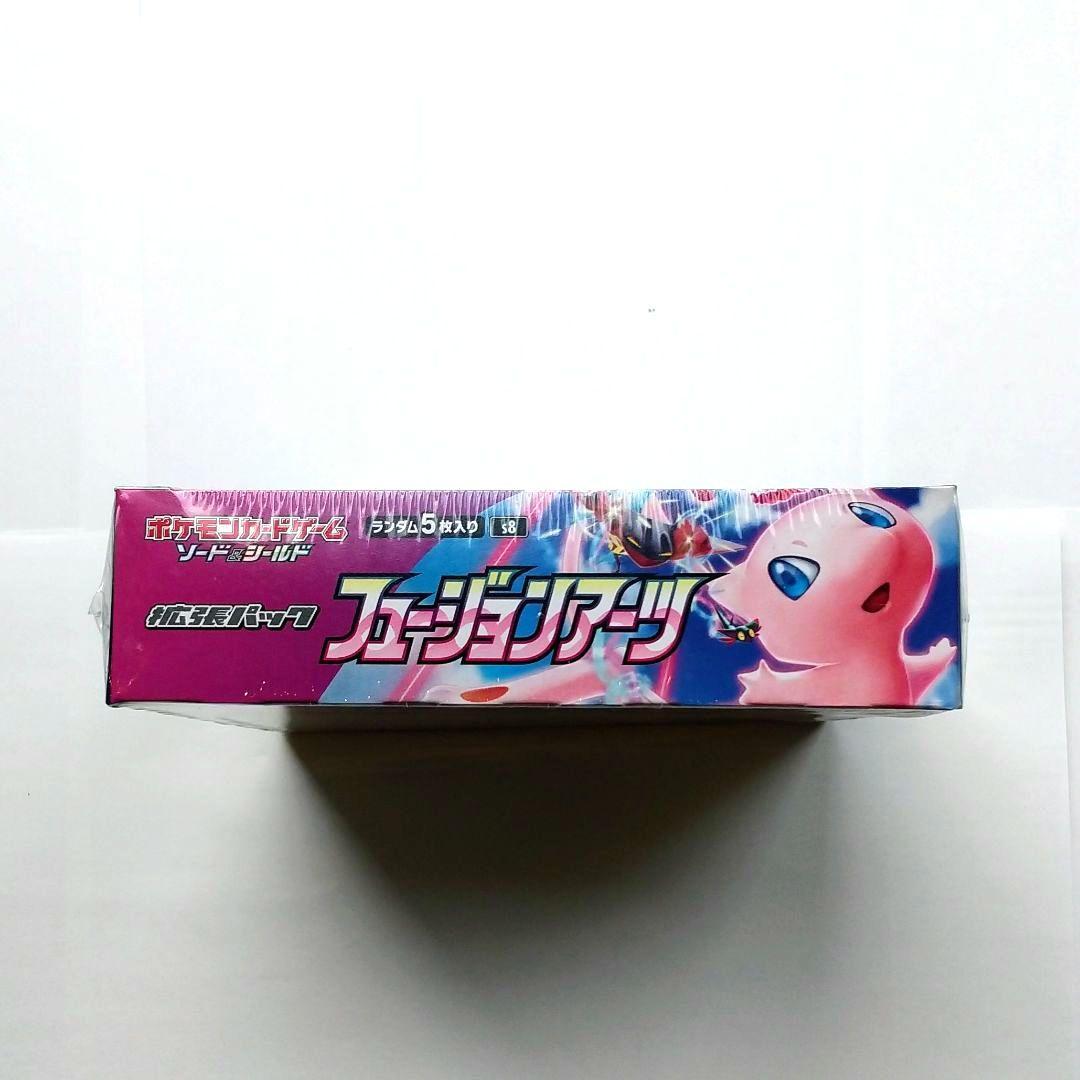 ポケモンカードゲーム
ソード&シールド
ランダム5枚入り s8
拡張パック
フュージョンアーツ